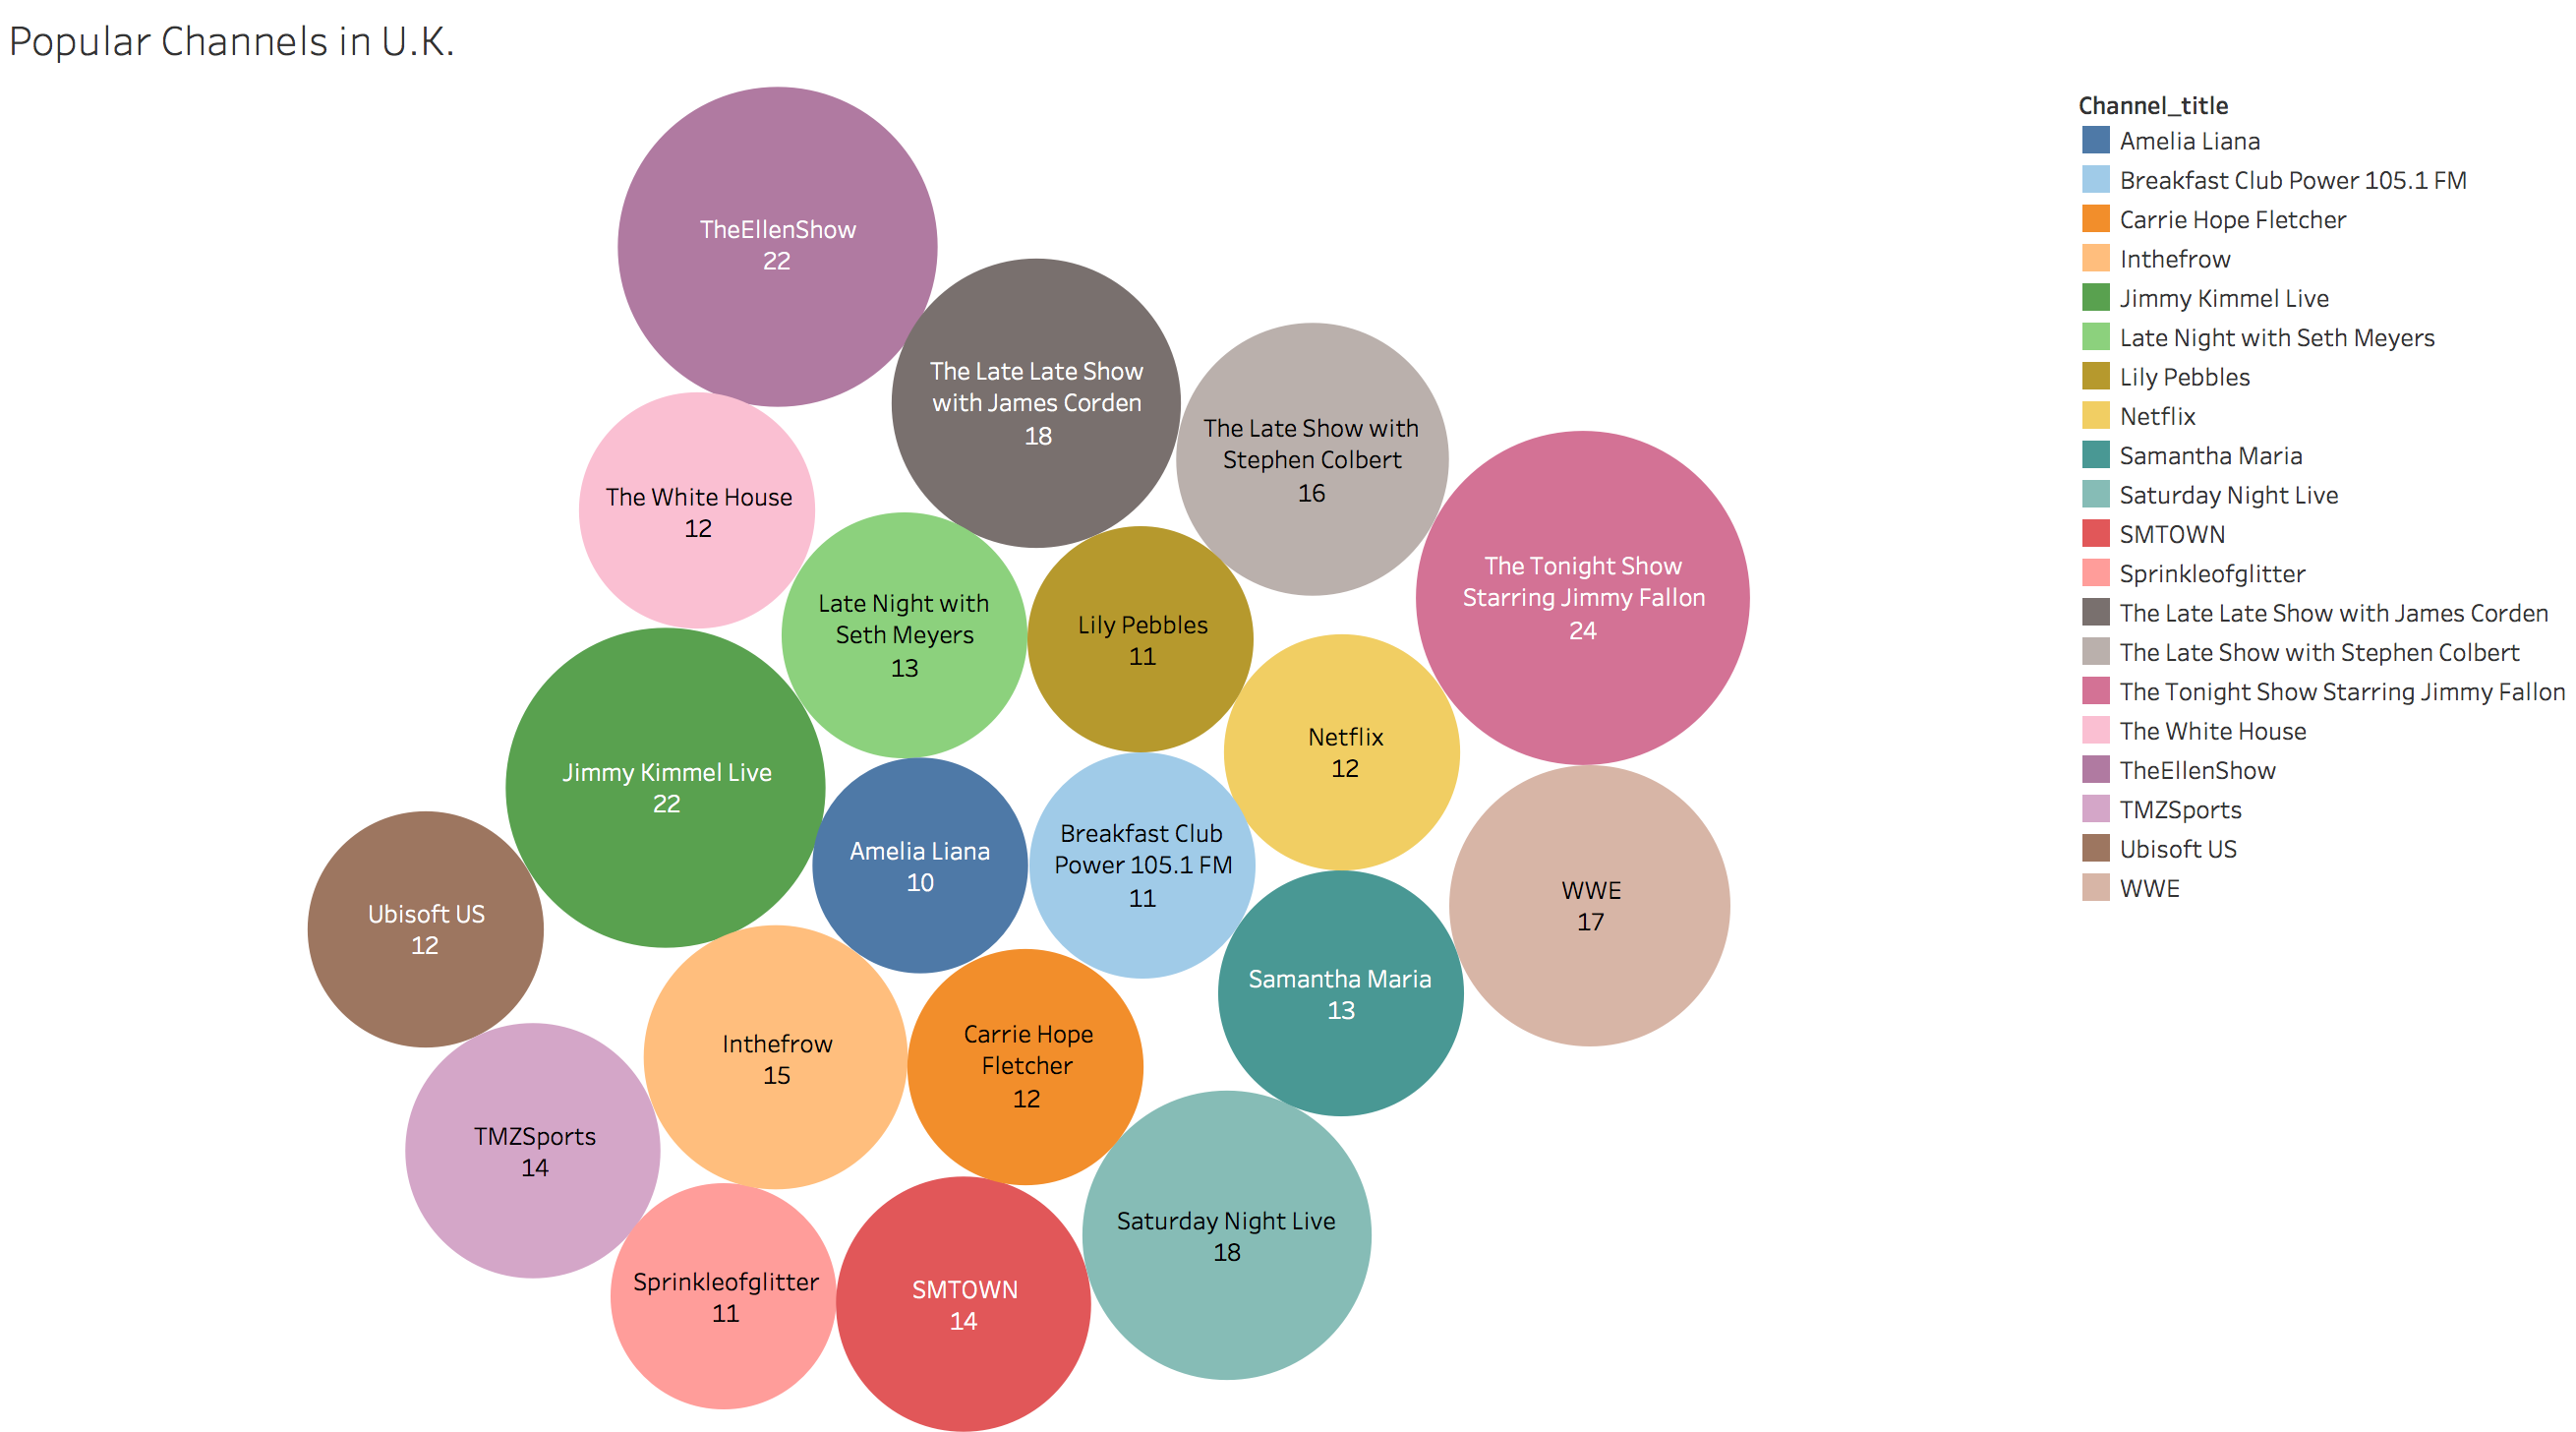 Popular Channels in U.K.
TheEllenShow
22
The Late Late Show
with James Corden
18
The Late Show with
Stephen Colbert
16
The White House
12
The Tonight Show
Starring Jimmy Fallon
24
Late Night with
Seth Meyers
13
Lily Pebbles
11
Netflix
12
Jimmy Kimmel Live
22
Amelia Liana
10
Breakfast Club
Power 105.1 FM
11
WWE
17
Ubisoft US
12
Samantha Maria
13
Inthefrow
15
Carrie Hope
Fletcher
12
TMZSports
14
Saturday Night Live
18
Sprinkleofglitter
11
SMTOWN
14
Channel_title
Amelia Liana
Breakfast Club Power 105.1 FM
Carrie Hope Fletcher
Inthefrow
Jimmy Kimmel Live
Late Night with Seth Meyers
Lily Pebbles
Netflix
Samantha Maria
Saturday Night Live
SMTOWN
Sprinkleofglitter
The Late Late Show with James Corden
The Late Show with Stephen Colbert
The Tonight Show Starring Jimmy Fallon
The White House
TheEllenShow
TMZSports
Ubisoft US
WWE